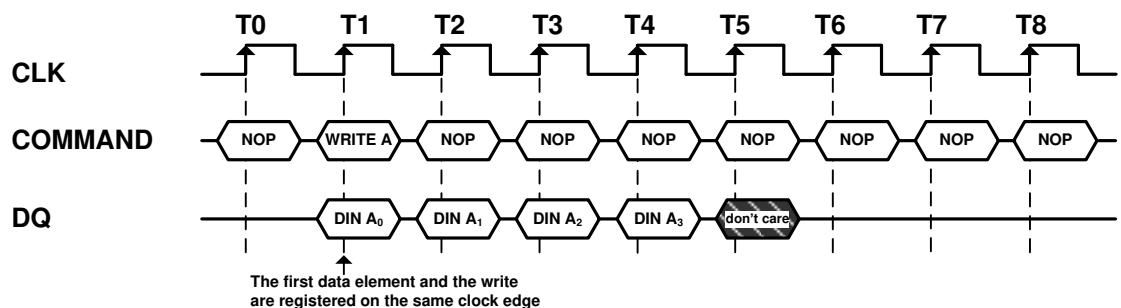 T0 T1 T2 T3 T4 T5 T6 T7 T8
CLK
COMMAND NOP WRITE A NOP NOP NOP NOP NOP NOP NOP
DQ DIN A0 DIN A1 DIN A2 DIN A3 don't care
The first data element and the write
are registered on the same clock edge